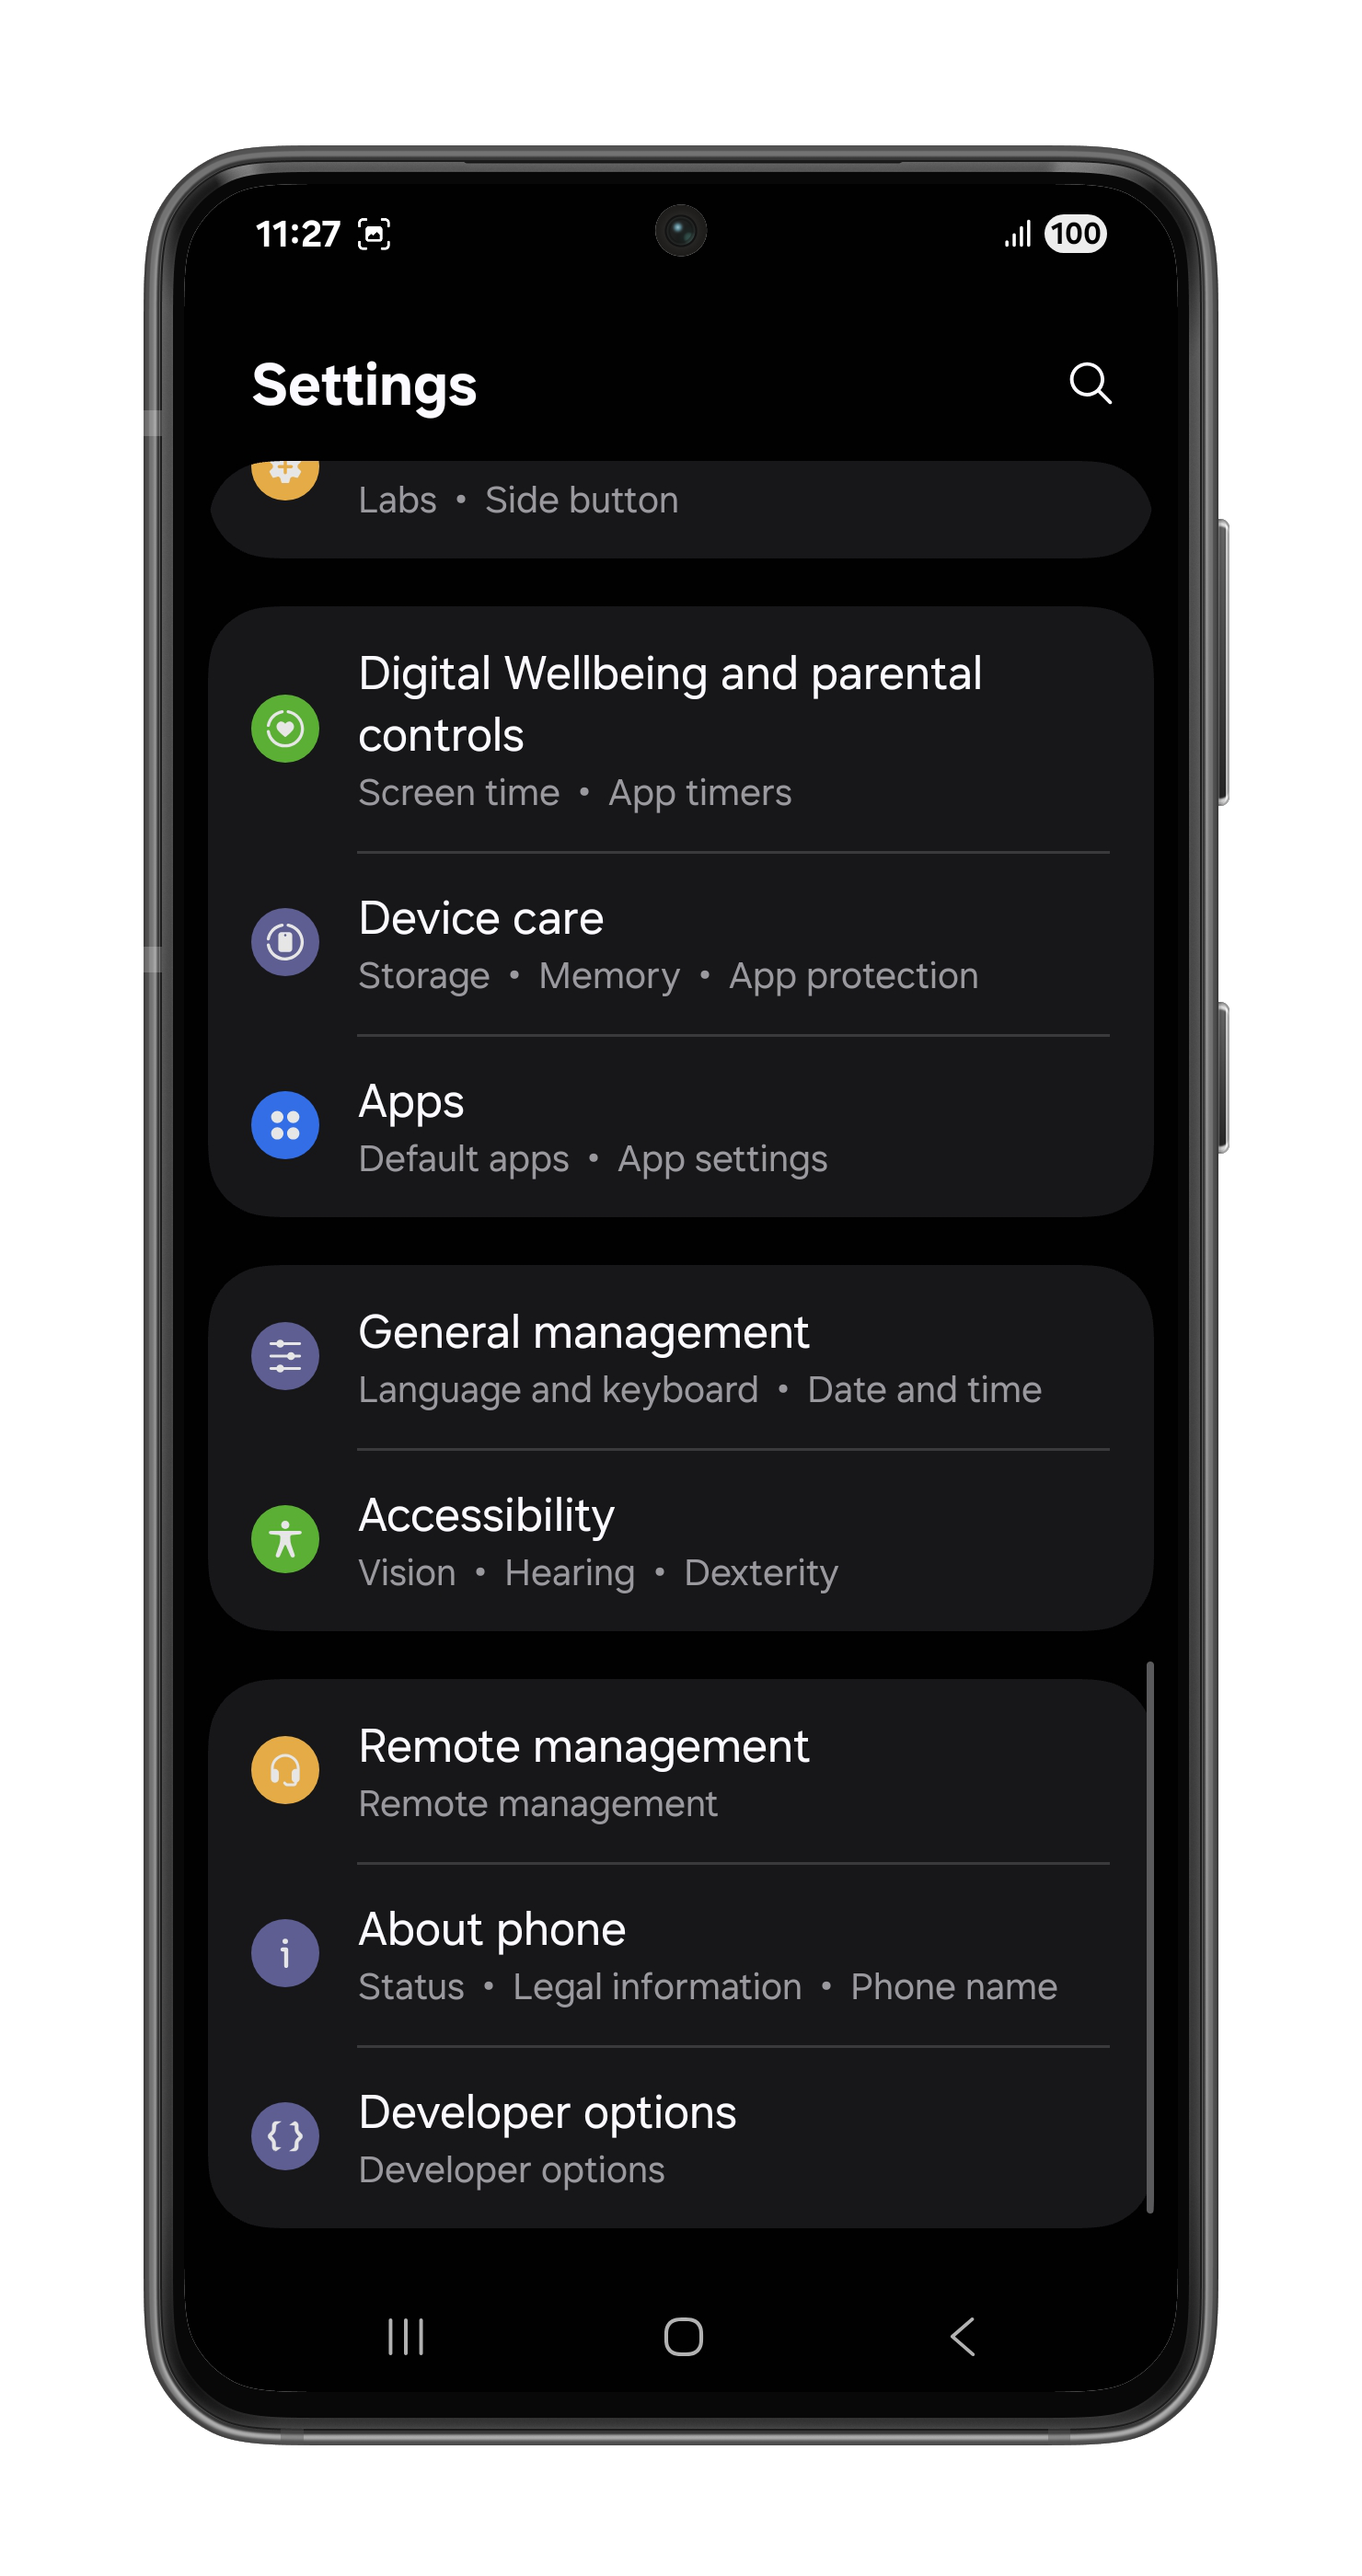 11:27
100
Settings
Labs • Side button
Digital Wellbeing and parental
controls
Screen time • App timers
Device care
Storage • Memory • App protection
Apps
Default apps • App settings
General management
Language and keyboard • Date and time
Accessibility
Vision • Hearing • Dexterity
Remote management
Remote management
About phone
Status • Legal information • Phone name
Developer options
Developer options